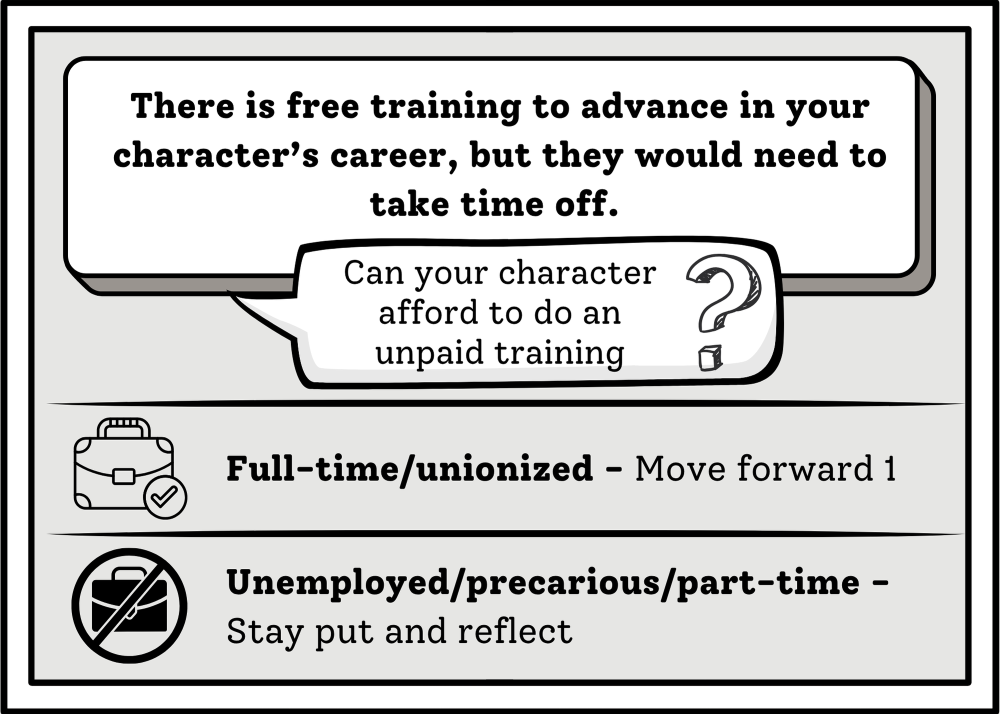 There is free training to advance in your
character’s career, but they would need to
take time off.
Can your character
afford to do an
unpaid training
?
Full-time/unionized - Move forward 1
Unemployed/precarious/part-time -
Stay put and reflect